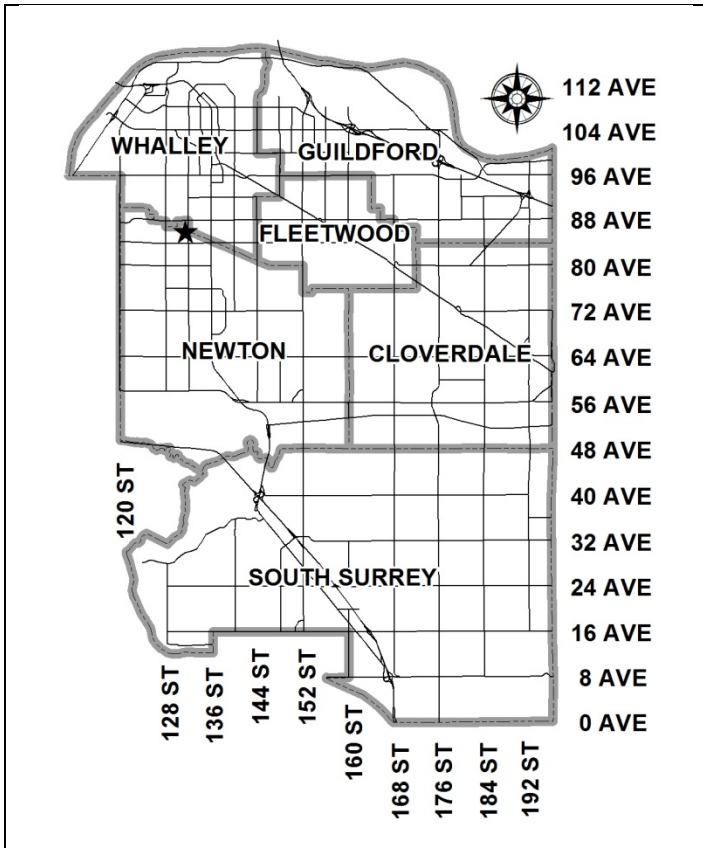 112 AVE
104 AVE
WHALLEY
GUILDFORD
96 AVE
88 AVE
FLEETWOOD
80 AVE
72 AVE
NEWTON
CLOVERDALE
64 AVE
56 AVE
48 AVE
120 ST
40 AVE
32 AVE
SOUTH SURREY
24 AVE
16 AVE
128 ST
136 ST
144 ST
152 ST
160 ST
8 AVE
0 AVE
168 ST
176 ST
184 ST
192 ST